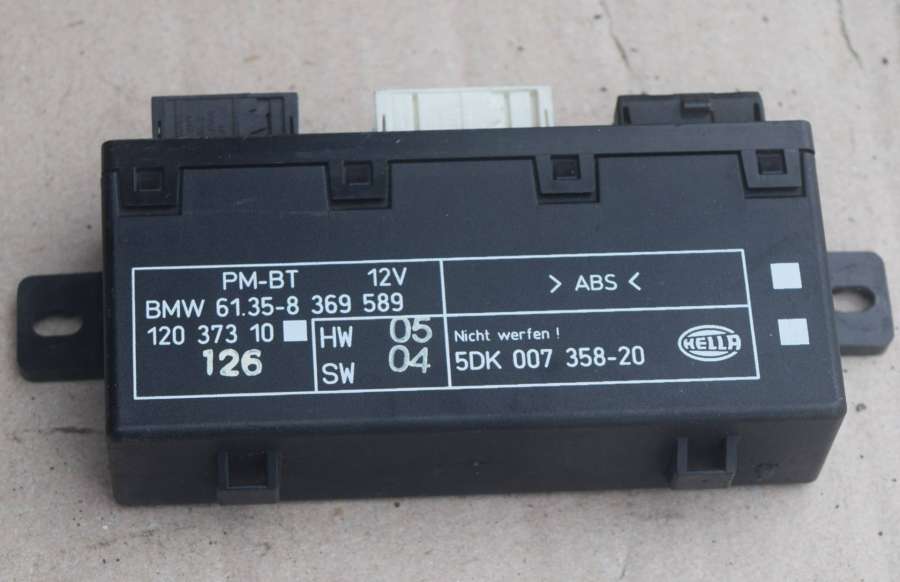 PM-BT 12V
BMW 61.35-8 369 589
120 373 10
126
HW 05
SW 04
> ABS <
Nicht werfen !
5DK 007 358-20
HELLA